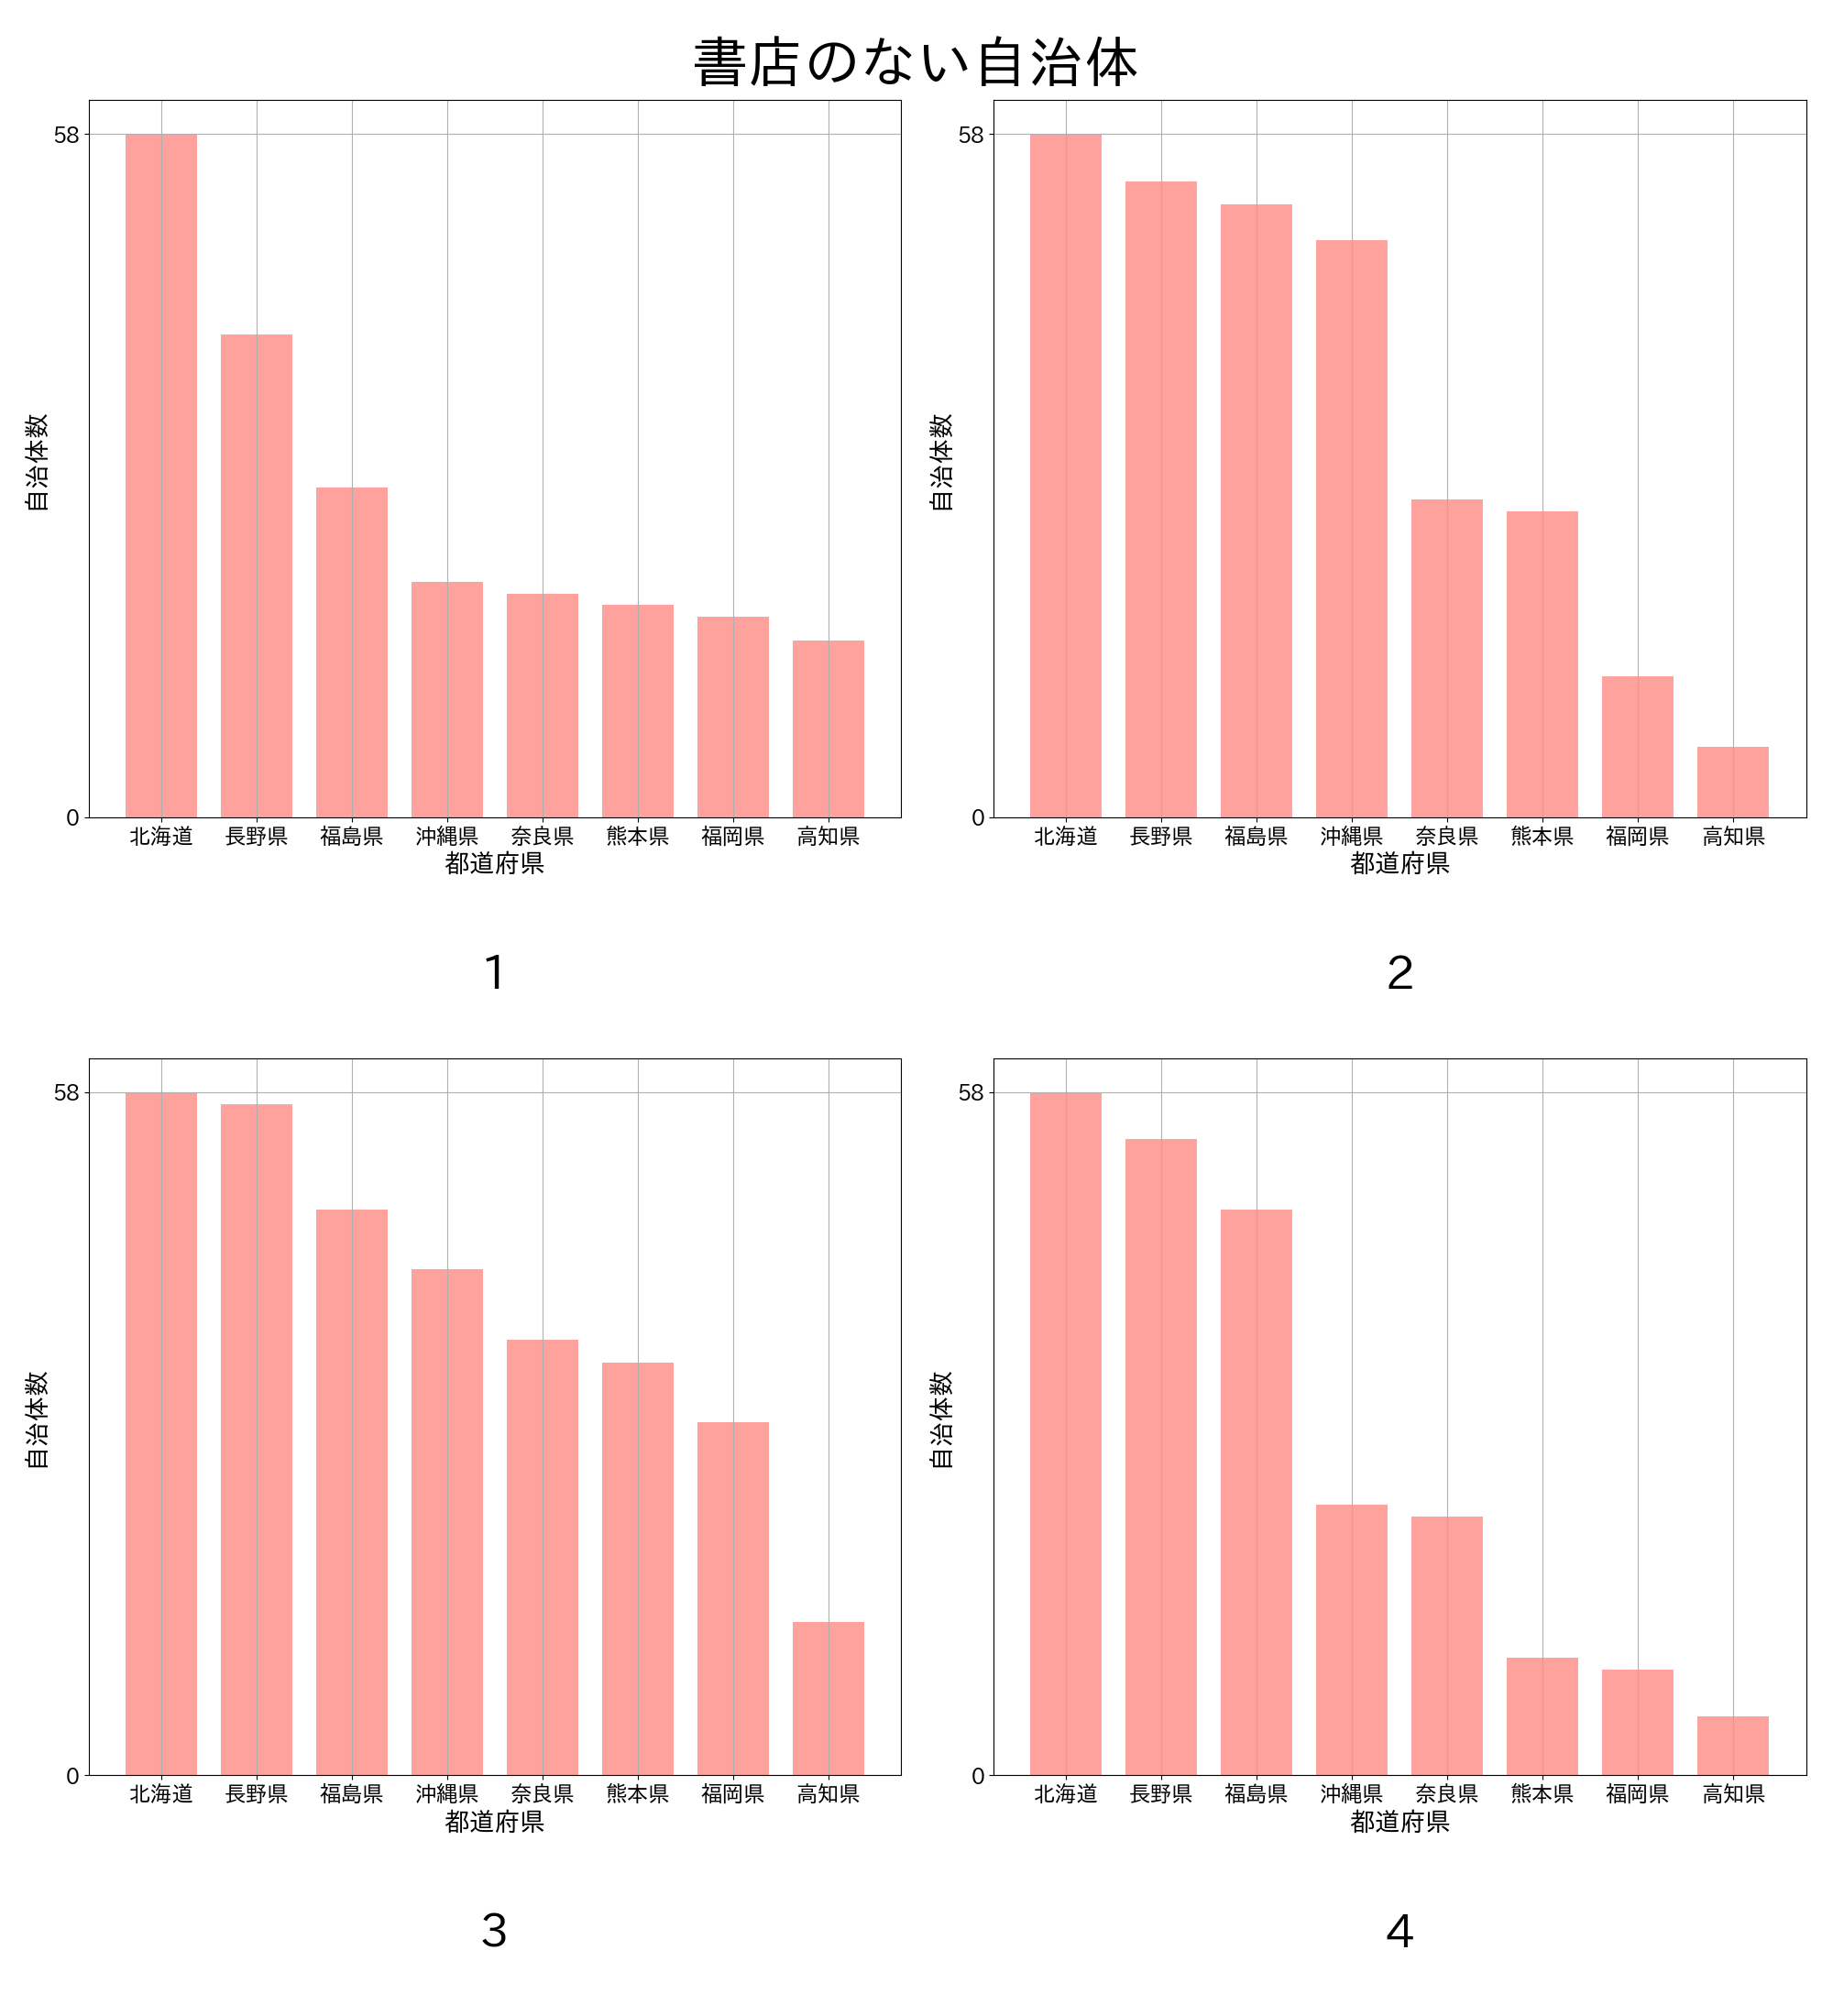 書店のない自治体
58
0
自治体数
北海道 長野県 福島県 沖縄県 奈良県 熊本県 福岡県 高知県
都道府県
1
58
0
自治体数
北海道 長野県 福島県 沖縄県 奈良県 熊本県 福岡県 高知県
都道府県
2
58
0
自治体数
北海道 長野県 福島県 沖縄県 奈良県 熊本県 福岡県 高知県
都道府県
3
58
0
自治体数
北海道 長野県 福島県 沖縄県 奈良県 熊本県 福岡県 高知県
都道府県
4